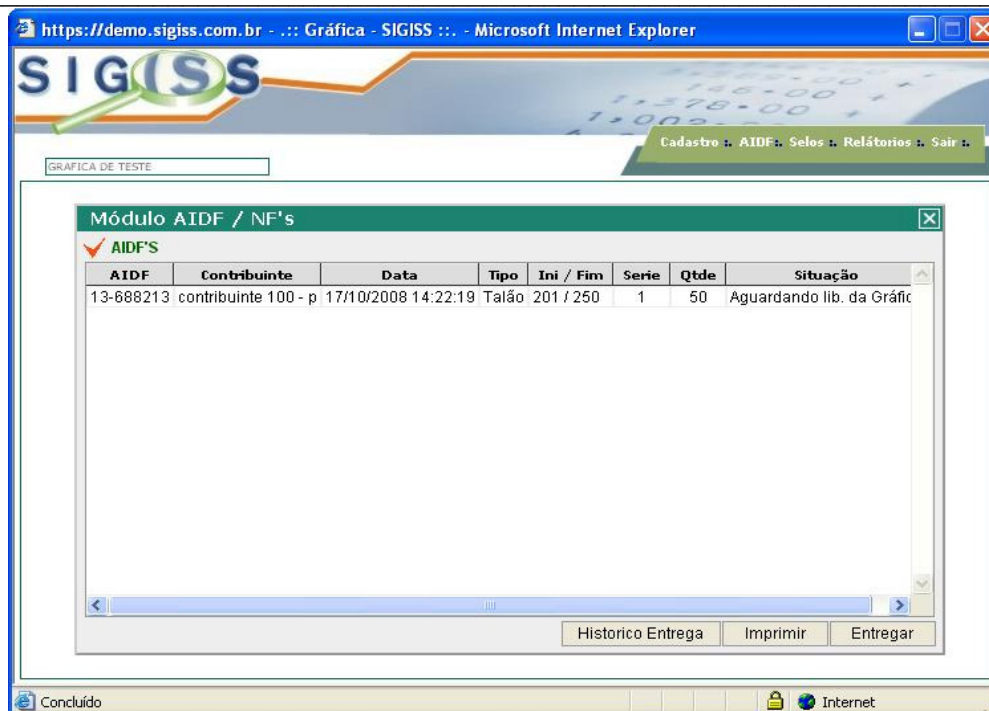 https://demo.sigiss.com.br - .:: Gráfica - SIGISS ::. - Microsoft Internet Explorer
SIGISS
Cadastro :. AIDF:. Selos :. Relátorios :. Sair :.
GRAFICA DE TESTE
Módulo AIDF / NF's
AIDF'S
AIDF Contribuinte Data Tipo Ini / Fim Serie Qtde Situação
13-688213 contribuinte 100 - p 17/10/2008 14:22:19 Talão 201 / 250 1 50 Aguardando lib. da Gráfic
Historico Entrega Imprimir Entregar
Concluído Internet